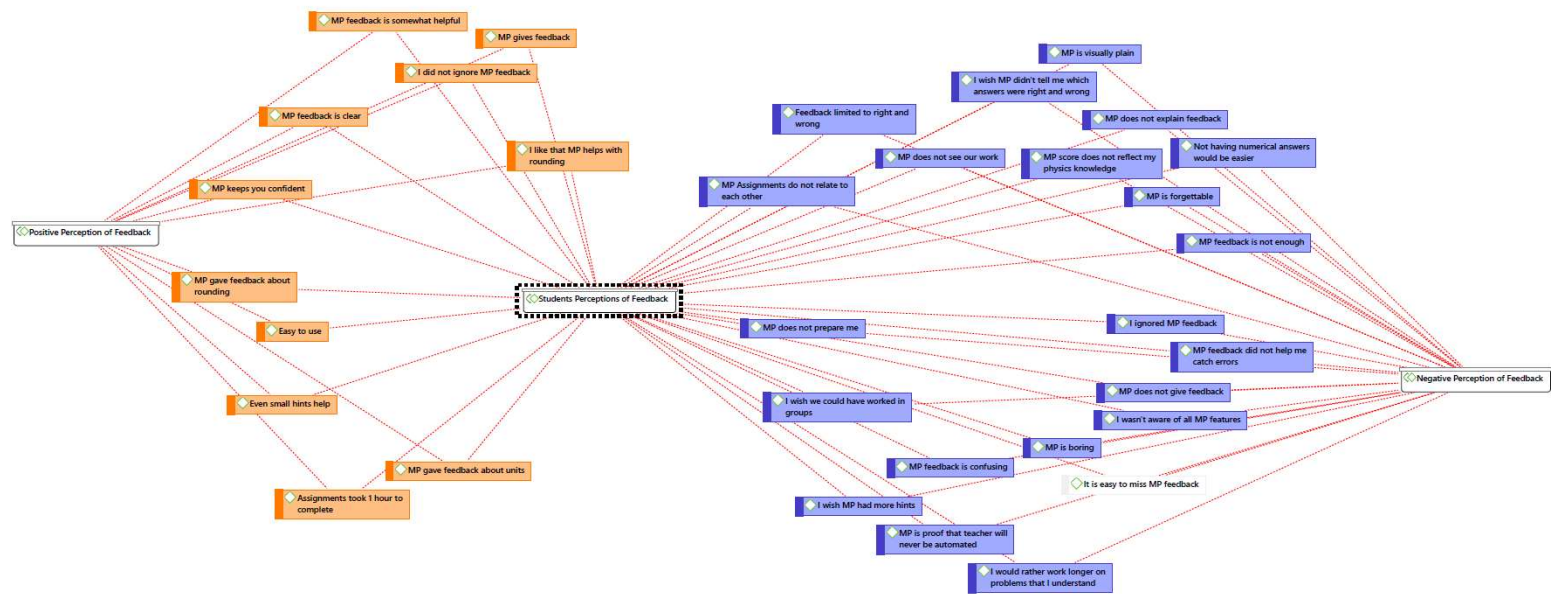 MP feedback is somewhat helpful
MP gives feedback
I did not ignore MP feedback
MP feedback is clear
I like that MP helps with
rounding
MP keeps you confident
Positive Perception of Feedback
MP gave feedback about
rounding
Easy to use
Even small hints help
MP gave feedback about units
Assignments took 1 hour to
complete
Students Perceptions of Feedback
MP is visually plain
I wish MP didn't tell me which
answers were right and wrong
Feedback limited to right and
wrong
MP does not explain feedback
Not having numerical answers
would be easier
MP does not see our work
MP score does not reflect my
physics knowledge
MP Assignments do not relate to
each other
MP is forgettable
MP feedback is not enough
I ignored MP feedback
MP does not prepare me
MP feedback did not help me
catch errors
Negative Perception of Feedback
MP does not give feedback
I wish we could have worked in
groups
I wasn't aware of all MP features
MP is boring
MP feedback is confusing
It is easy to miss MP feedback
I wish MP had more hints
MP is proof that teacher will
never be automated
I would rather work longer on
problems that I understand